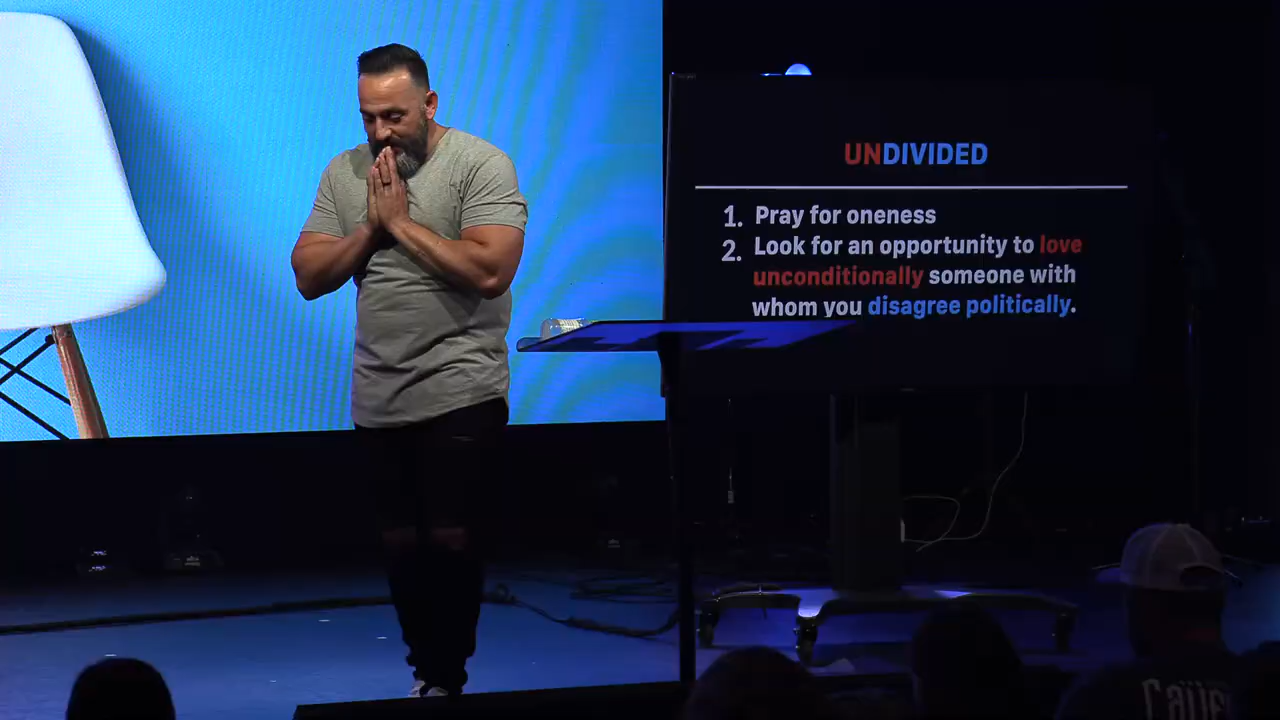 UNDIVIDED
1. Pray for oneness
2. Look for an opportunity to love
unconditionally someone with
whom you disagree politically.